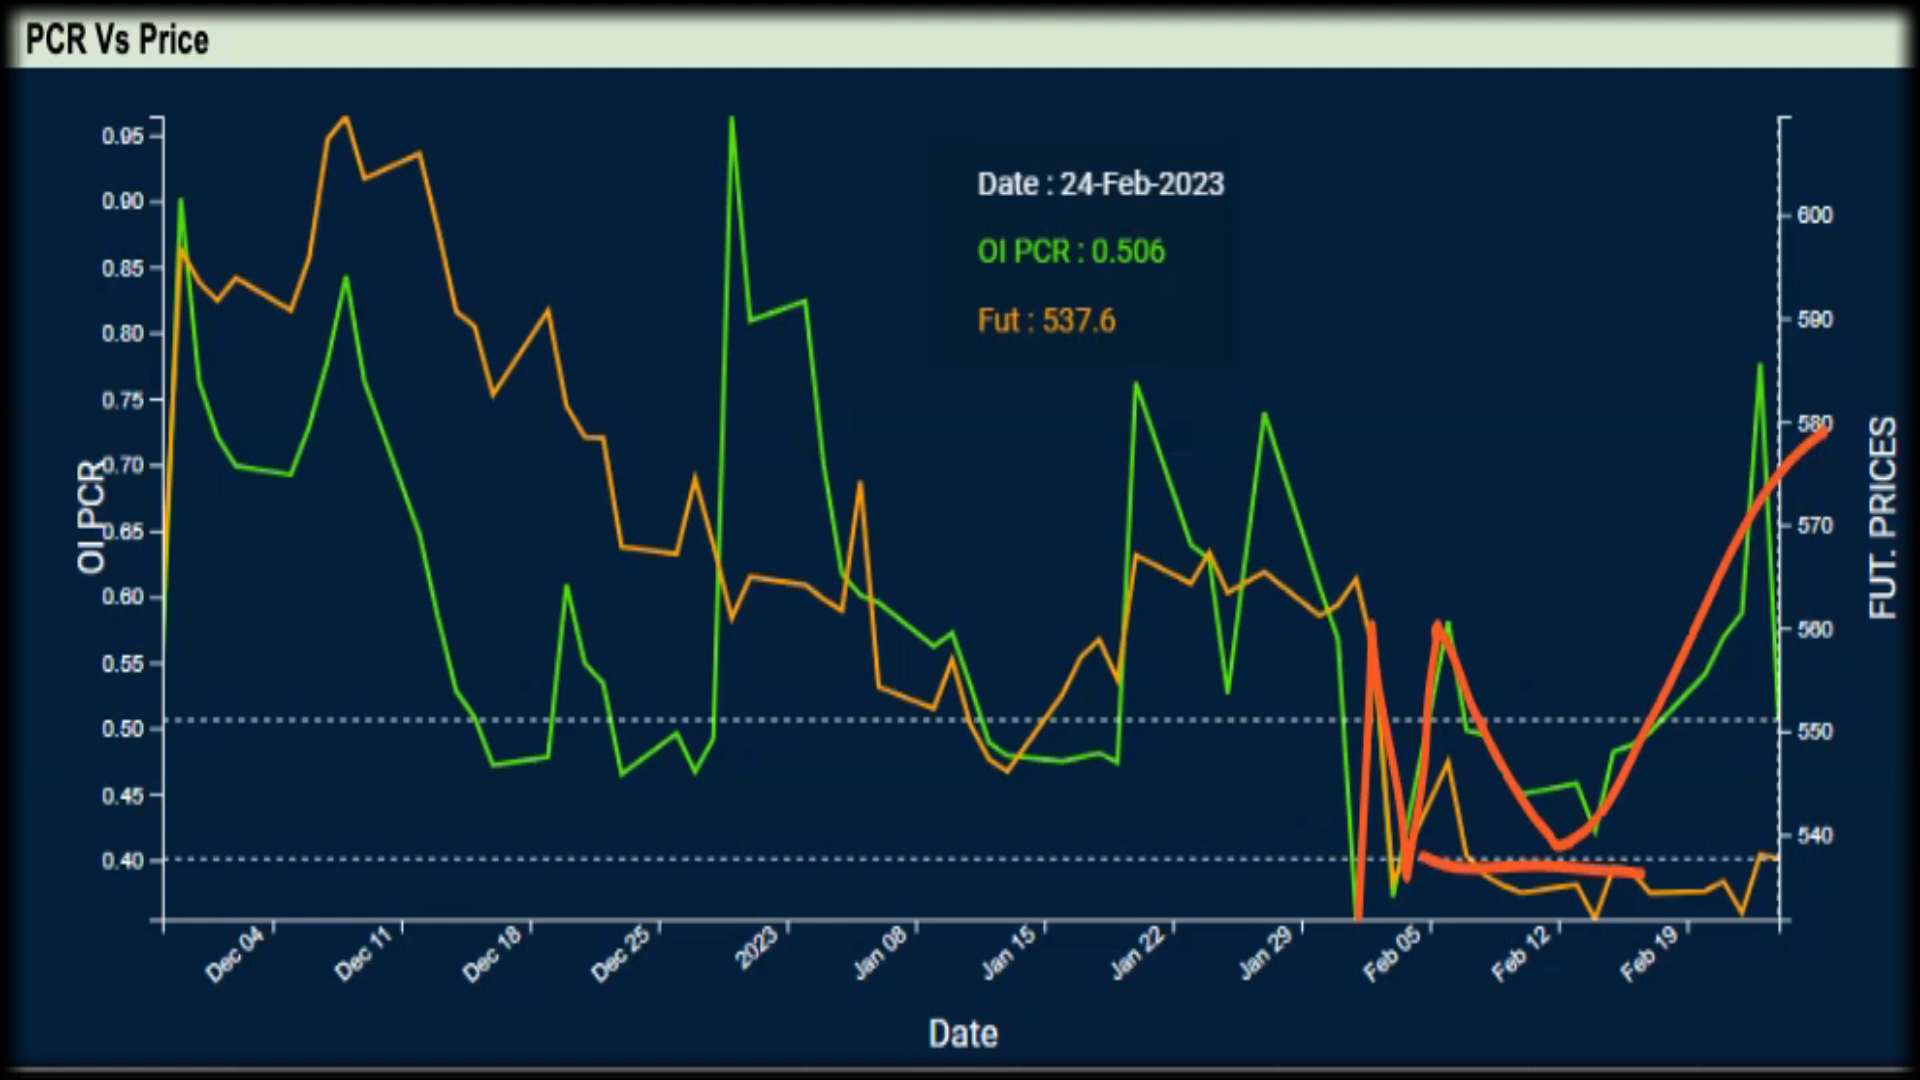 PCR Vs Price
Date : 24-Feb-2023
OI PCR : 0.506
Fut : 537.6
OI PCR
0.95
0.90
0.85
0.80
0.75
0.70
0.65
0.60
0.55
0.50
0.45
0.40
600
590
580
570
560
550
540
FUT. PRICES
Dec 04
Dec 11
Dec 18
Dec 25
2023
Jan 08
Jan 15
Jan 22
Jan 29
Feb 05
Feb 12
Feb 19
Date